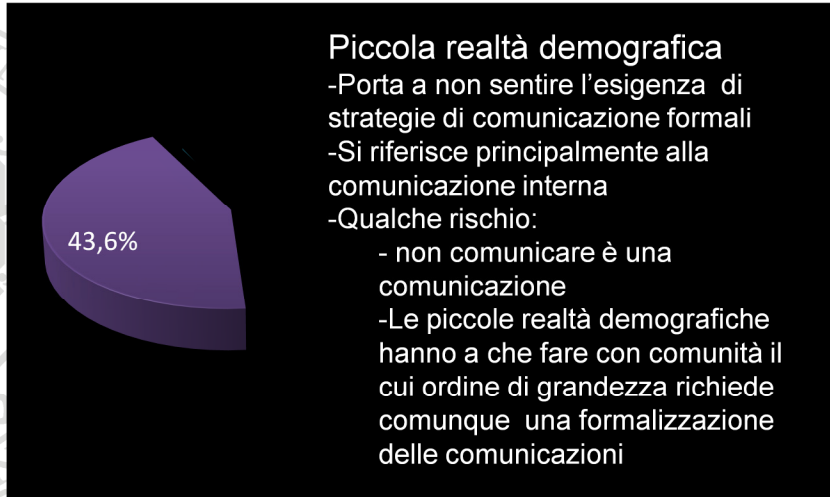 Piccola realtà demografica
-Porta a non sentire l’esigenza di
strategie di comunicazione formali
-Si riferisce principalmente alla
comunicazione interna
-Qualche rischio:
- non comunicare è una
comunicazione
-Le piccole realtà demografiche
hanno a che fare con comunità il
cui ordine di grandezza richiede
comunque una formalizzazione
delle comunicazioni
43,6%